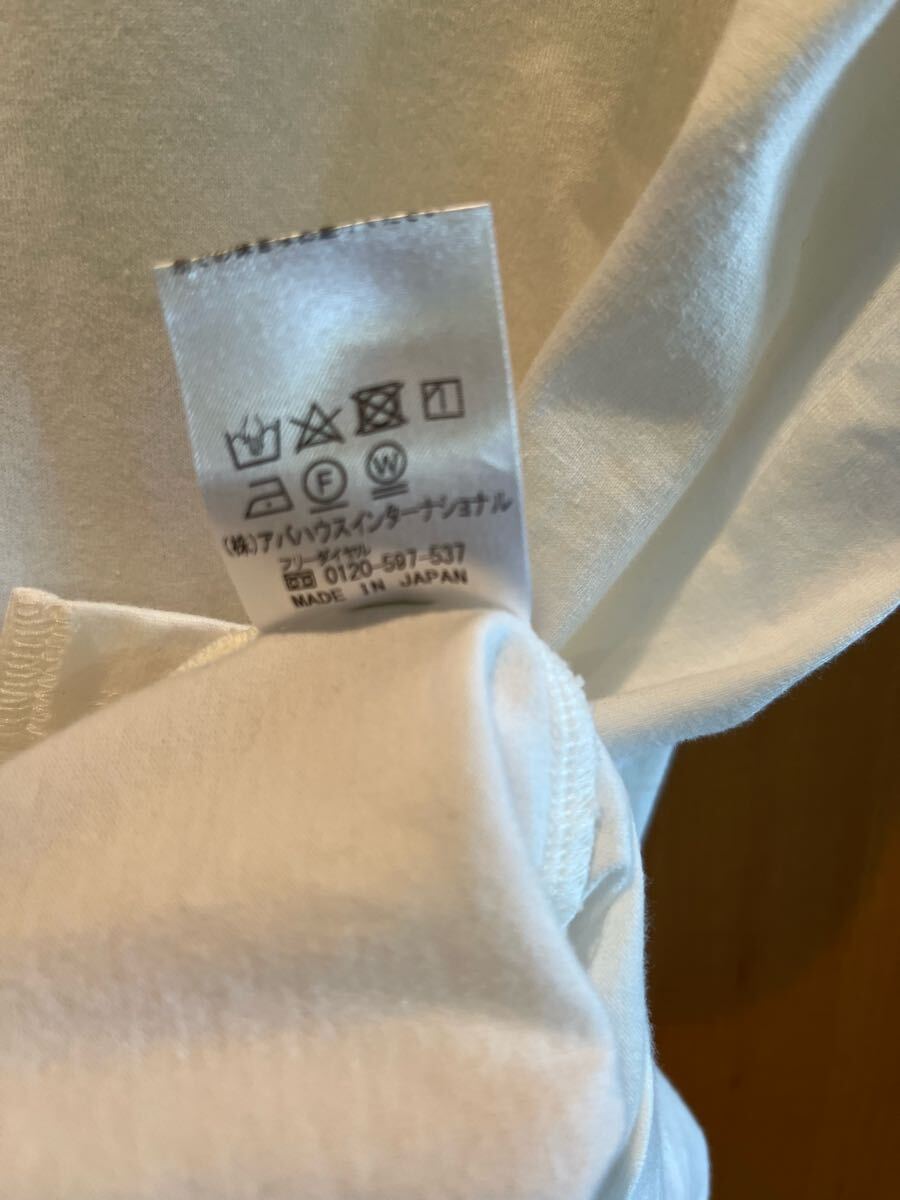 F W
(株)アバハウスインターナショナル
フリーダイヤル
0120-597-537
MADE IN JAPAN